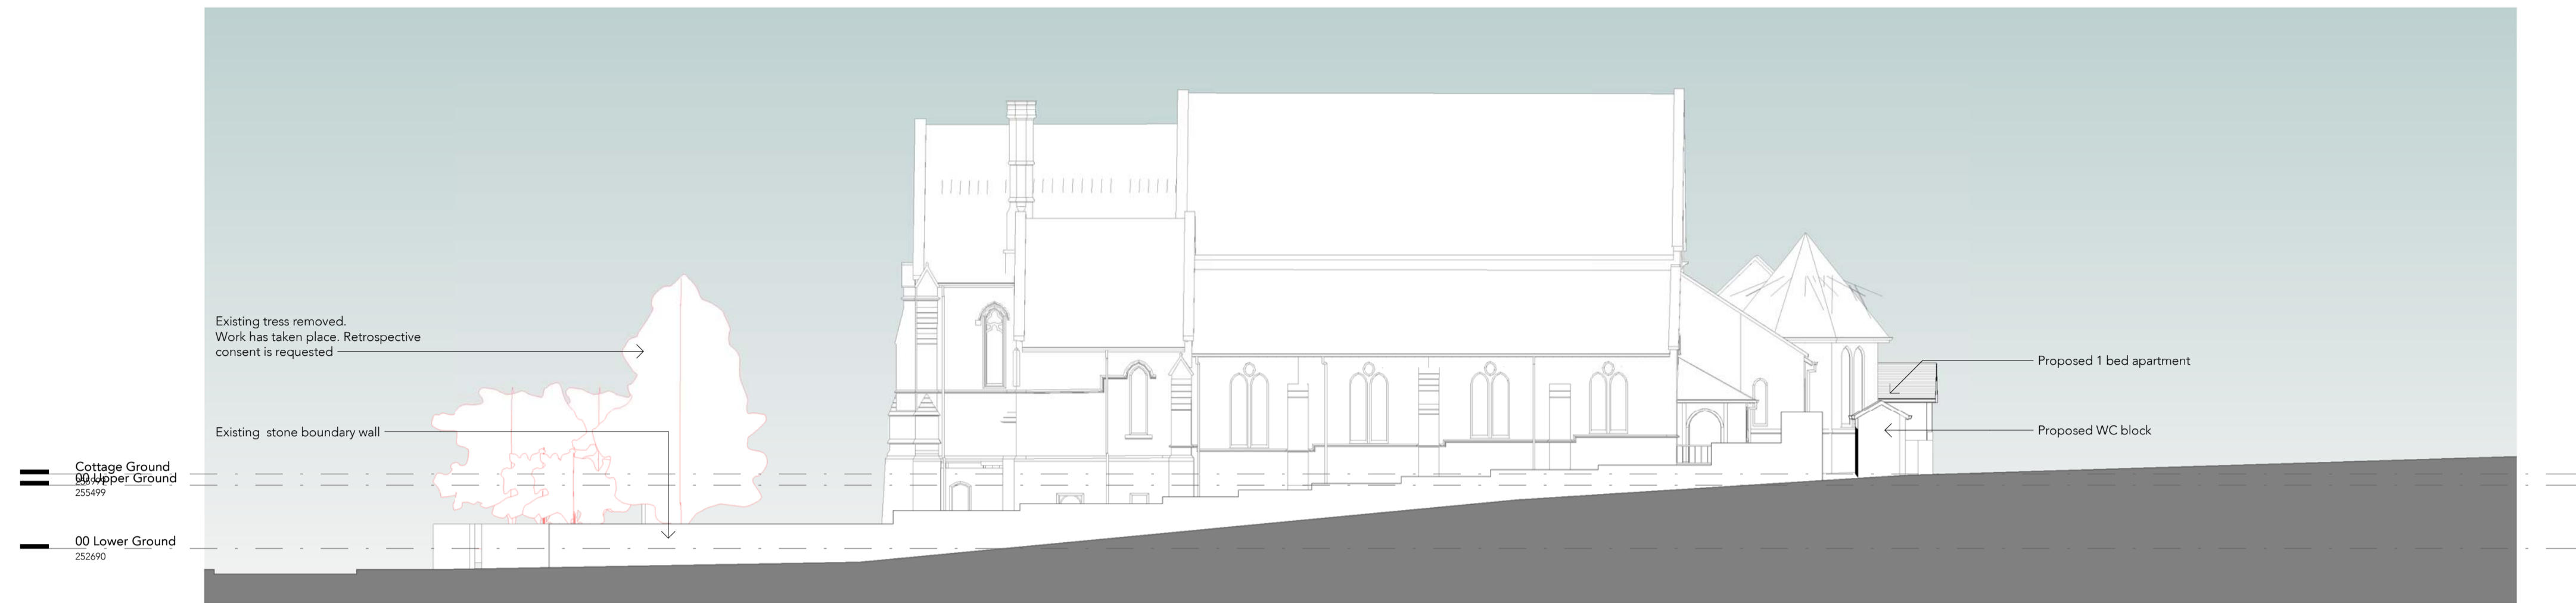 Existing tress removed.
Work has taken place. Retrospective
consent is requested
Existing stone boundary wall
Proposed 1 bed apartment
Proposed WC block
Cottage Ground
00 Upper Ground
255499
00 Lower Ground
252690